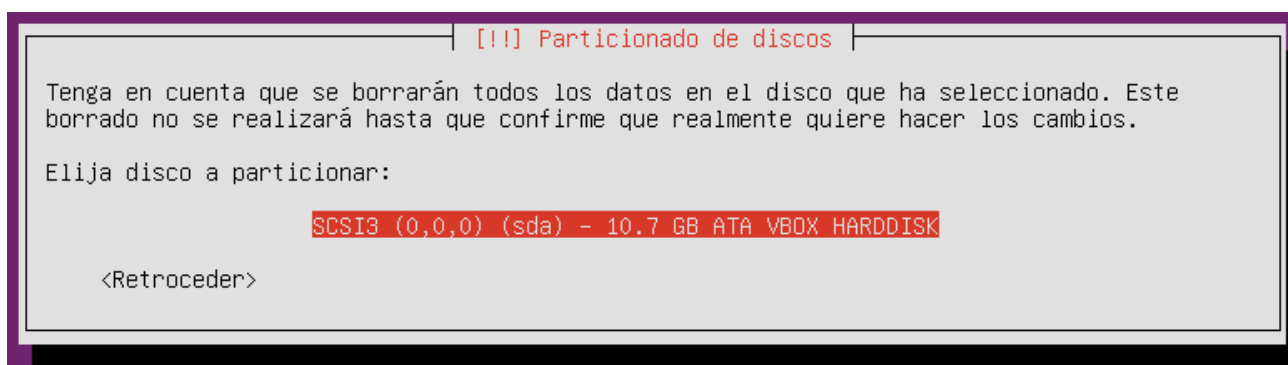 [!!] Particionado de discos
Tenga en cuenta que se borrarán todos los datos en el disco que ha seleccionado. Este
borrado no se realizará hasta que confirme que realmente quiere hacer los cambios.
Elija disco a particionar:
SCSI3 (0,0,0) (sda) – 10.7 GB ATA VBOX HARDDISK
<Retroceder>